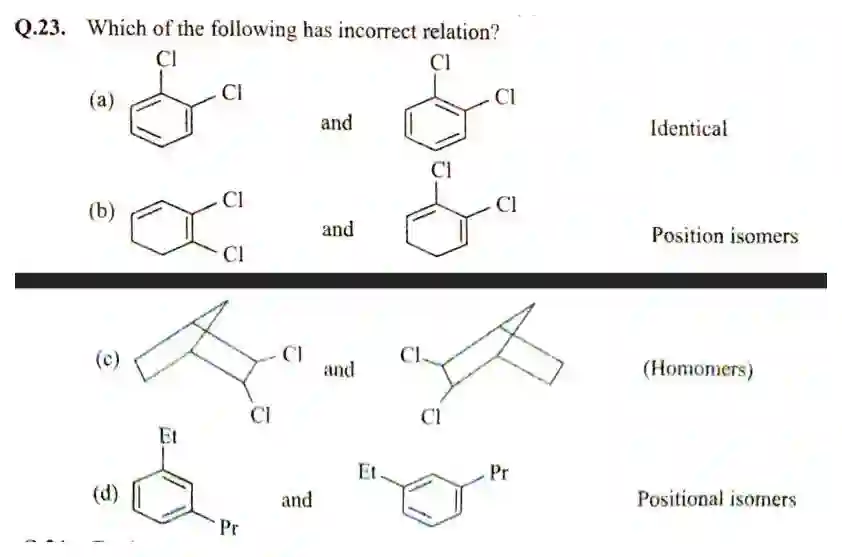 Q.23. Which of the following has incorrect relation?
Cl Cl
(a) Cl and Cl Identical
Cl
(b) Cl and Cl Position isomers
Cl
(c) Cl and Cl (Homomers)
Cl Cl
Et
(d) and Et Pr Positional isomers
Pr